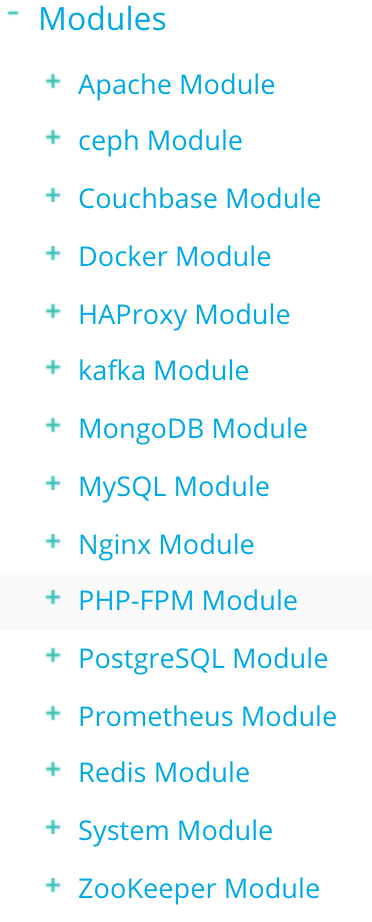 - Modules
+ Apache Module
+ ceph Module
+ Couchbase Module
+ Docker Module
+ HAProxy Module
+ kafka Module
+ MongoDB Module
+ MySQL Module
+ Nginx Module
+ PHP-FPM Module
+ PostgreSQL Module
+ Prometheus Module
+ Redis Module
+ System Module
+ ZooKeeper Module